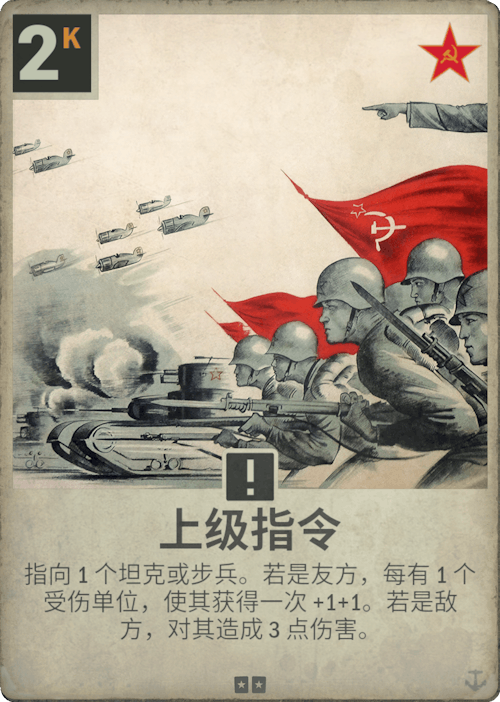 2K
!
上级指令
指向 1 个坦克或步兵。若是友方，每有 1 个
受伤单位，使其获得一次 +1+1。若是敌
方，对其造成 3 点伤害。